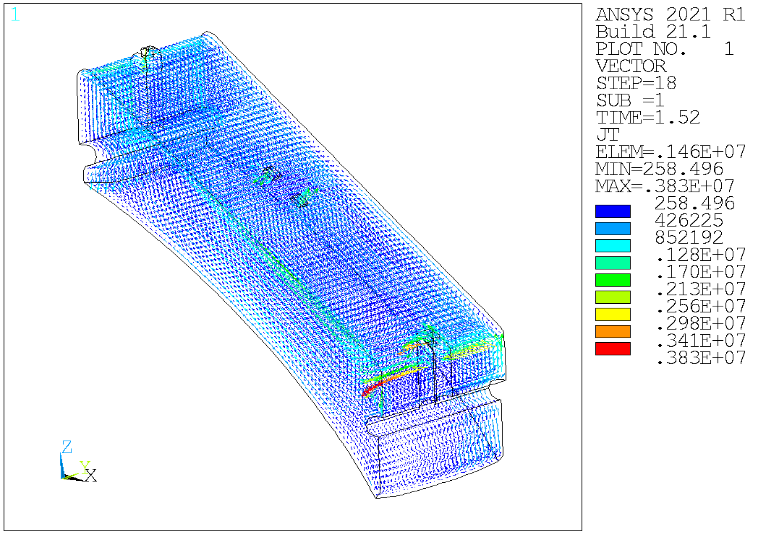 1
ANSYS 2021 R1
Build 21.1
PLOT NO. 1
VECTOR
STEP=18
SUB =1
TIME=1.52
JT
ELEM=.146E+07
MIN=258.496
MAX=.383E+07
258.496
426225
852192
.128E+07
.170E+07
.213E+07
.256E+07
.298E+07
.341E+07
.383E+07
Z
Y
X